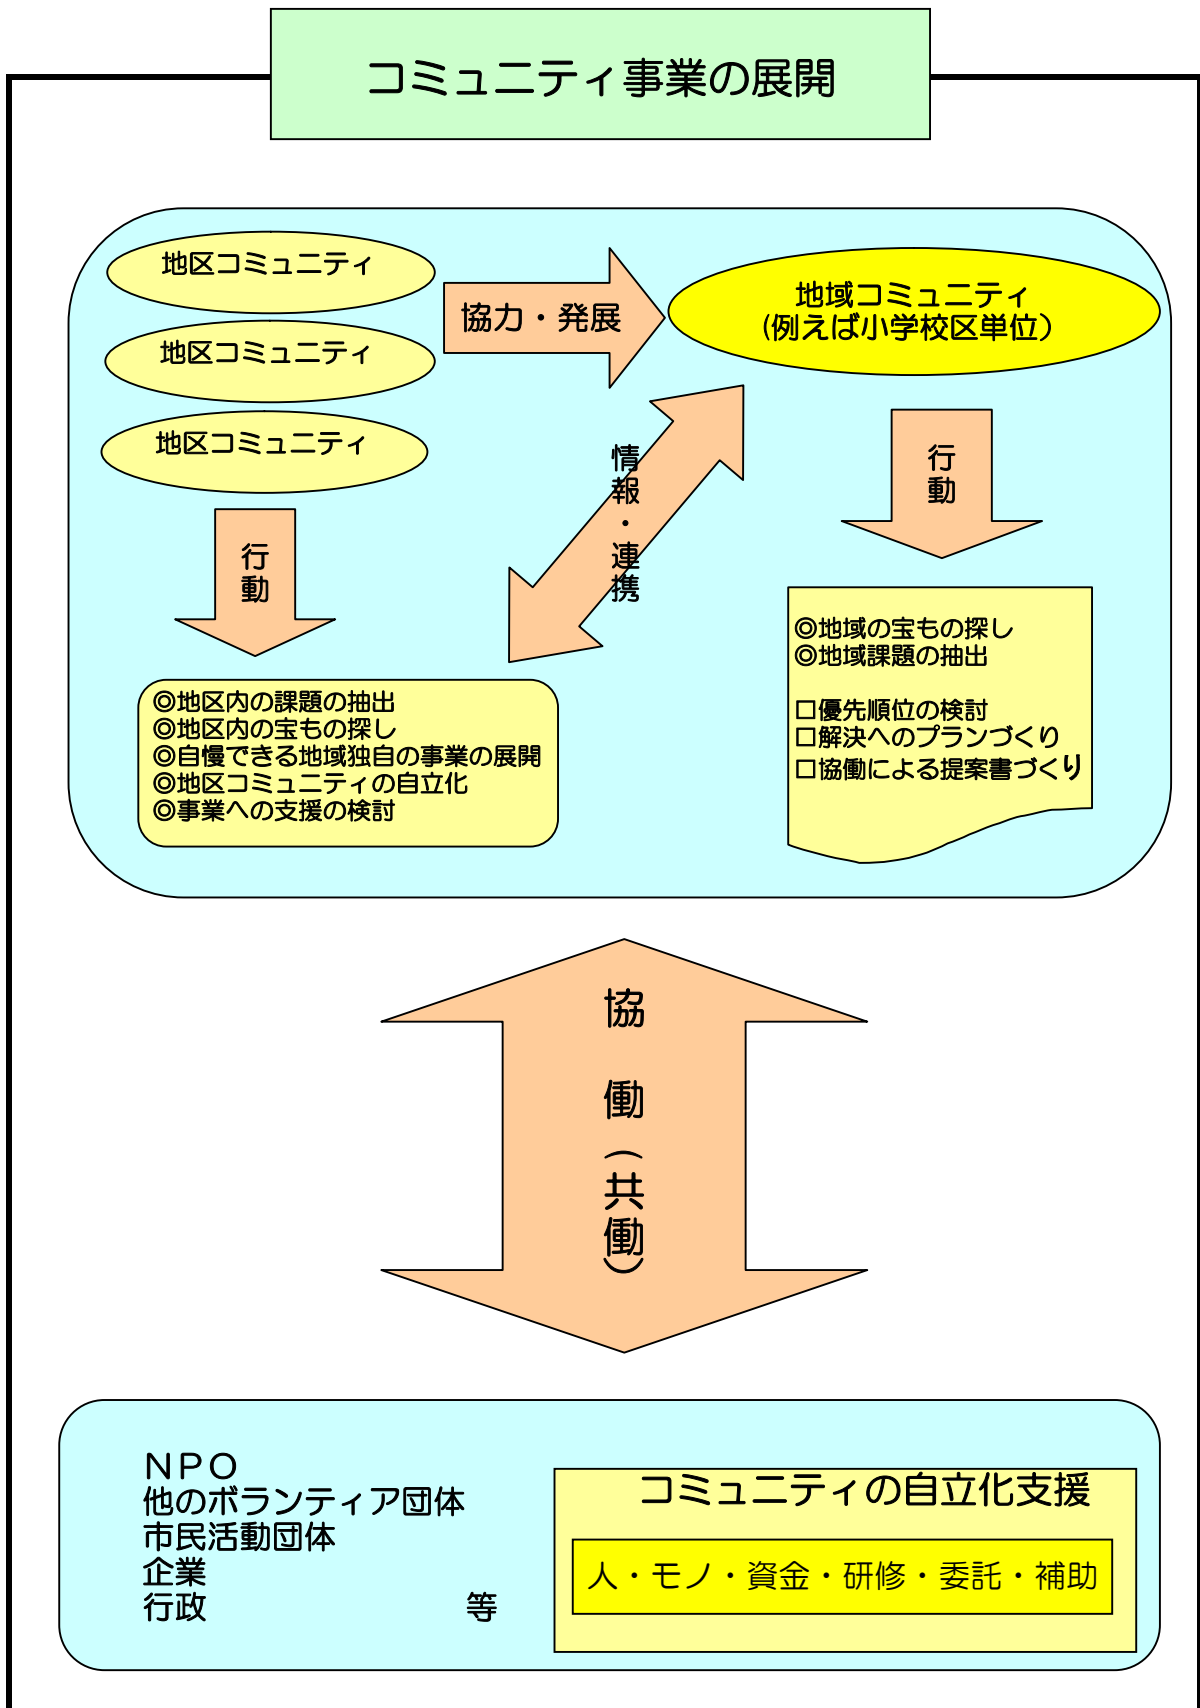 コミュニティ事業の展開
地区コミュニティ
地区コミュニティ
地区コミュニティ
協力・発展
地域コミュニティ
(例えば小学校区単位）
情報・連携
行動
行動
◎地区内の課題の抽出
◎地区内の宝もの探し
◎自慢できる地域独自の事業の展開
◎地区コミュニティの自立化
◎事業への支援の検討
◎地域の宝もの探し
◎地域課題の抽出
□優先順位の検討
□解決へのプランづくり
□協働による提案書づくり
協働（共働）
ＮＰＯ
他のボランティア団体
市民活動団体
企業
行政 等
コミュニティの自立化支援
人・モノ・資金・研修・委託・補助